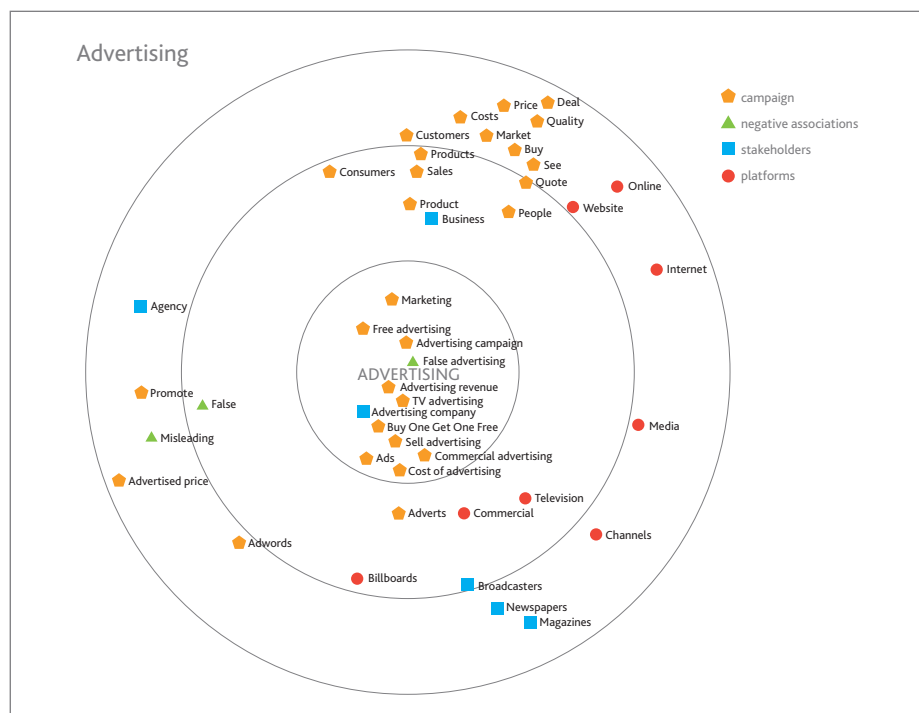 Advertising
campaign
negative associations
stakeholders
platforms
Deal
Price
Costs
Quality
Customers
Market
Buy
Products
See
Consumers
Sales
Quote
Online
Product
Website
People
Business
Internet
Marketing
Agency
Free advertising
Advertising campaign
False advertising
ADVERTISING
Advertising revenue
Promote
TV advertising
False
Advertising company
Buy One Get One Free
Media
Misleading
Sell advertising
Commercial advertising
Ads
Cost of advertising
Advertised price
Television
Adverts
Commercial
Channels
Adwords
Billboards
Broadcasters
Newspapers
Magazines